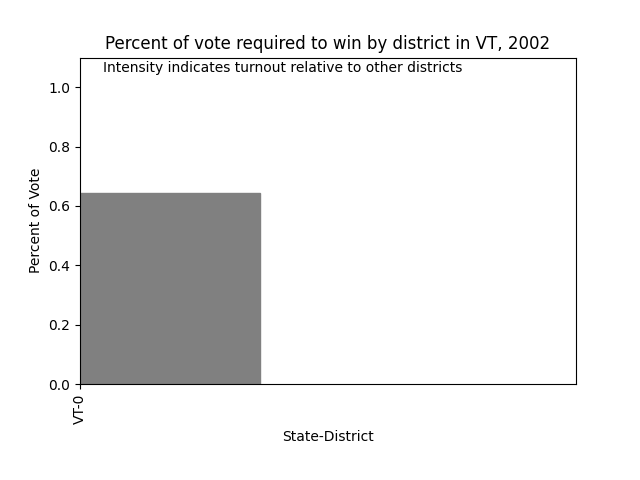 Percent of vote required to win by district in VT, 2002
Intensity indicates turnout relative to other districts
1.0
0.8
0.6
0.4
0.2
0.0
Percent of Vote
VT-0
State-District